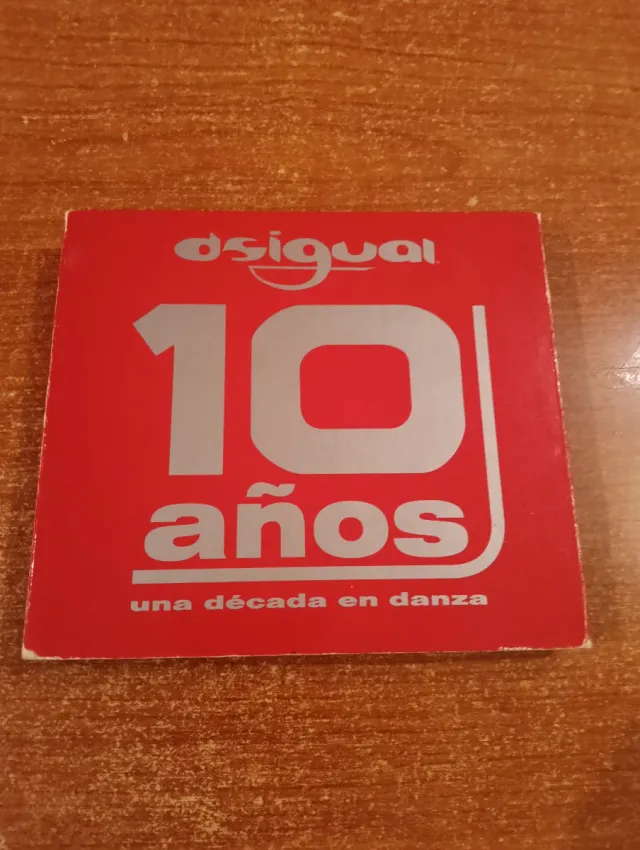 dsigual
10
años
una década en danza